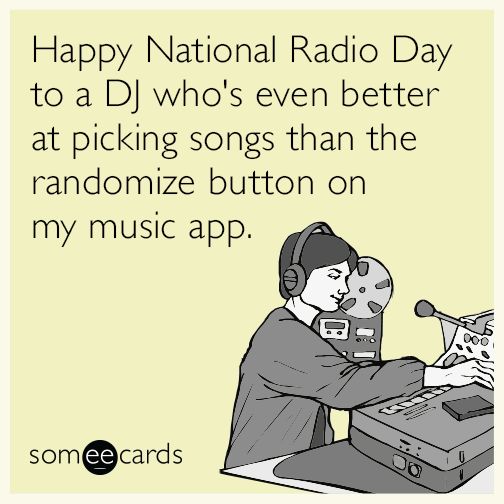 Happy National Radio Day
to a DJ who's even better
at picking songs than the
randomize button on
my music app.
someecards